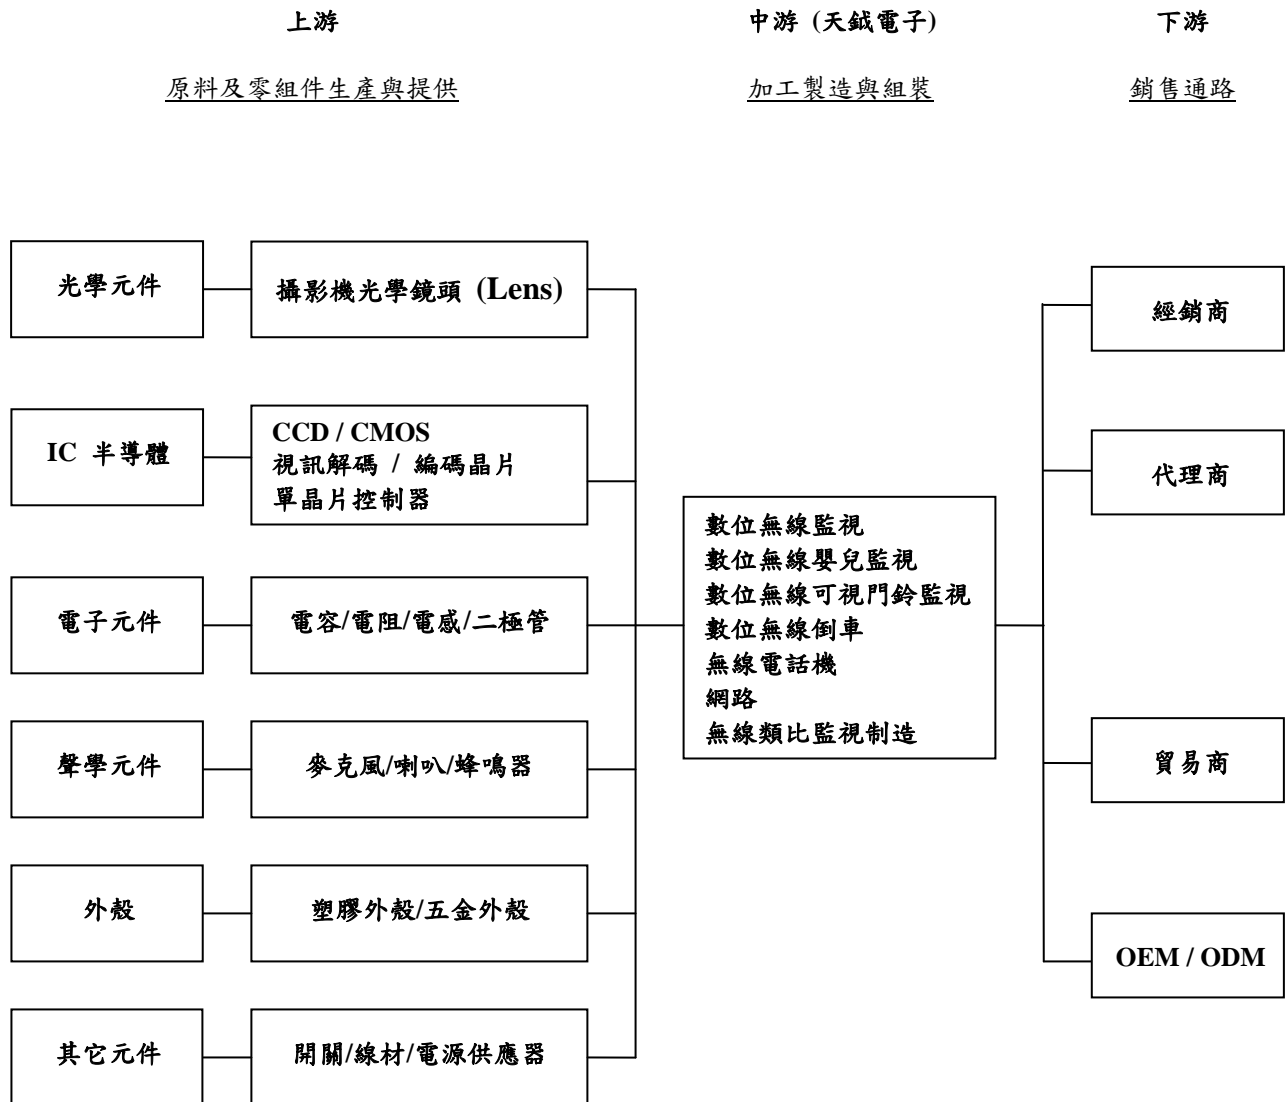 上游
中游 (天鉞電子)
下游
原料及零組件生產與提供
加工製造與組裝
銷售通路
光學元件
攝影機光學鏡頭 (Lens)
IC 半導體
CCD / CMOS
視訊解碼 / 編碼晶片
單晶片控制器
電子元件
電容/電阻/電感/二極管
聲學元件
麥克風/喇叭/蜂鳴器
外殼
塑膠外殼/五金外殼
其它元件
開關/線材/電源供應器
數位無線監視
數位無線嬰兒監視
數位無線可視門鈴監視
數位無線倒車
無線電話機
網路
無線類比監視制造
經銷商
代理商
貿易商
OEM / ODM